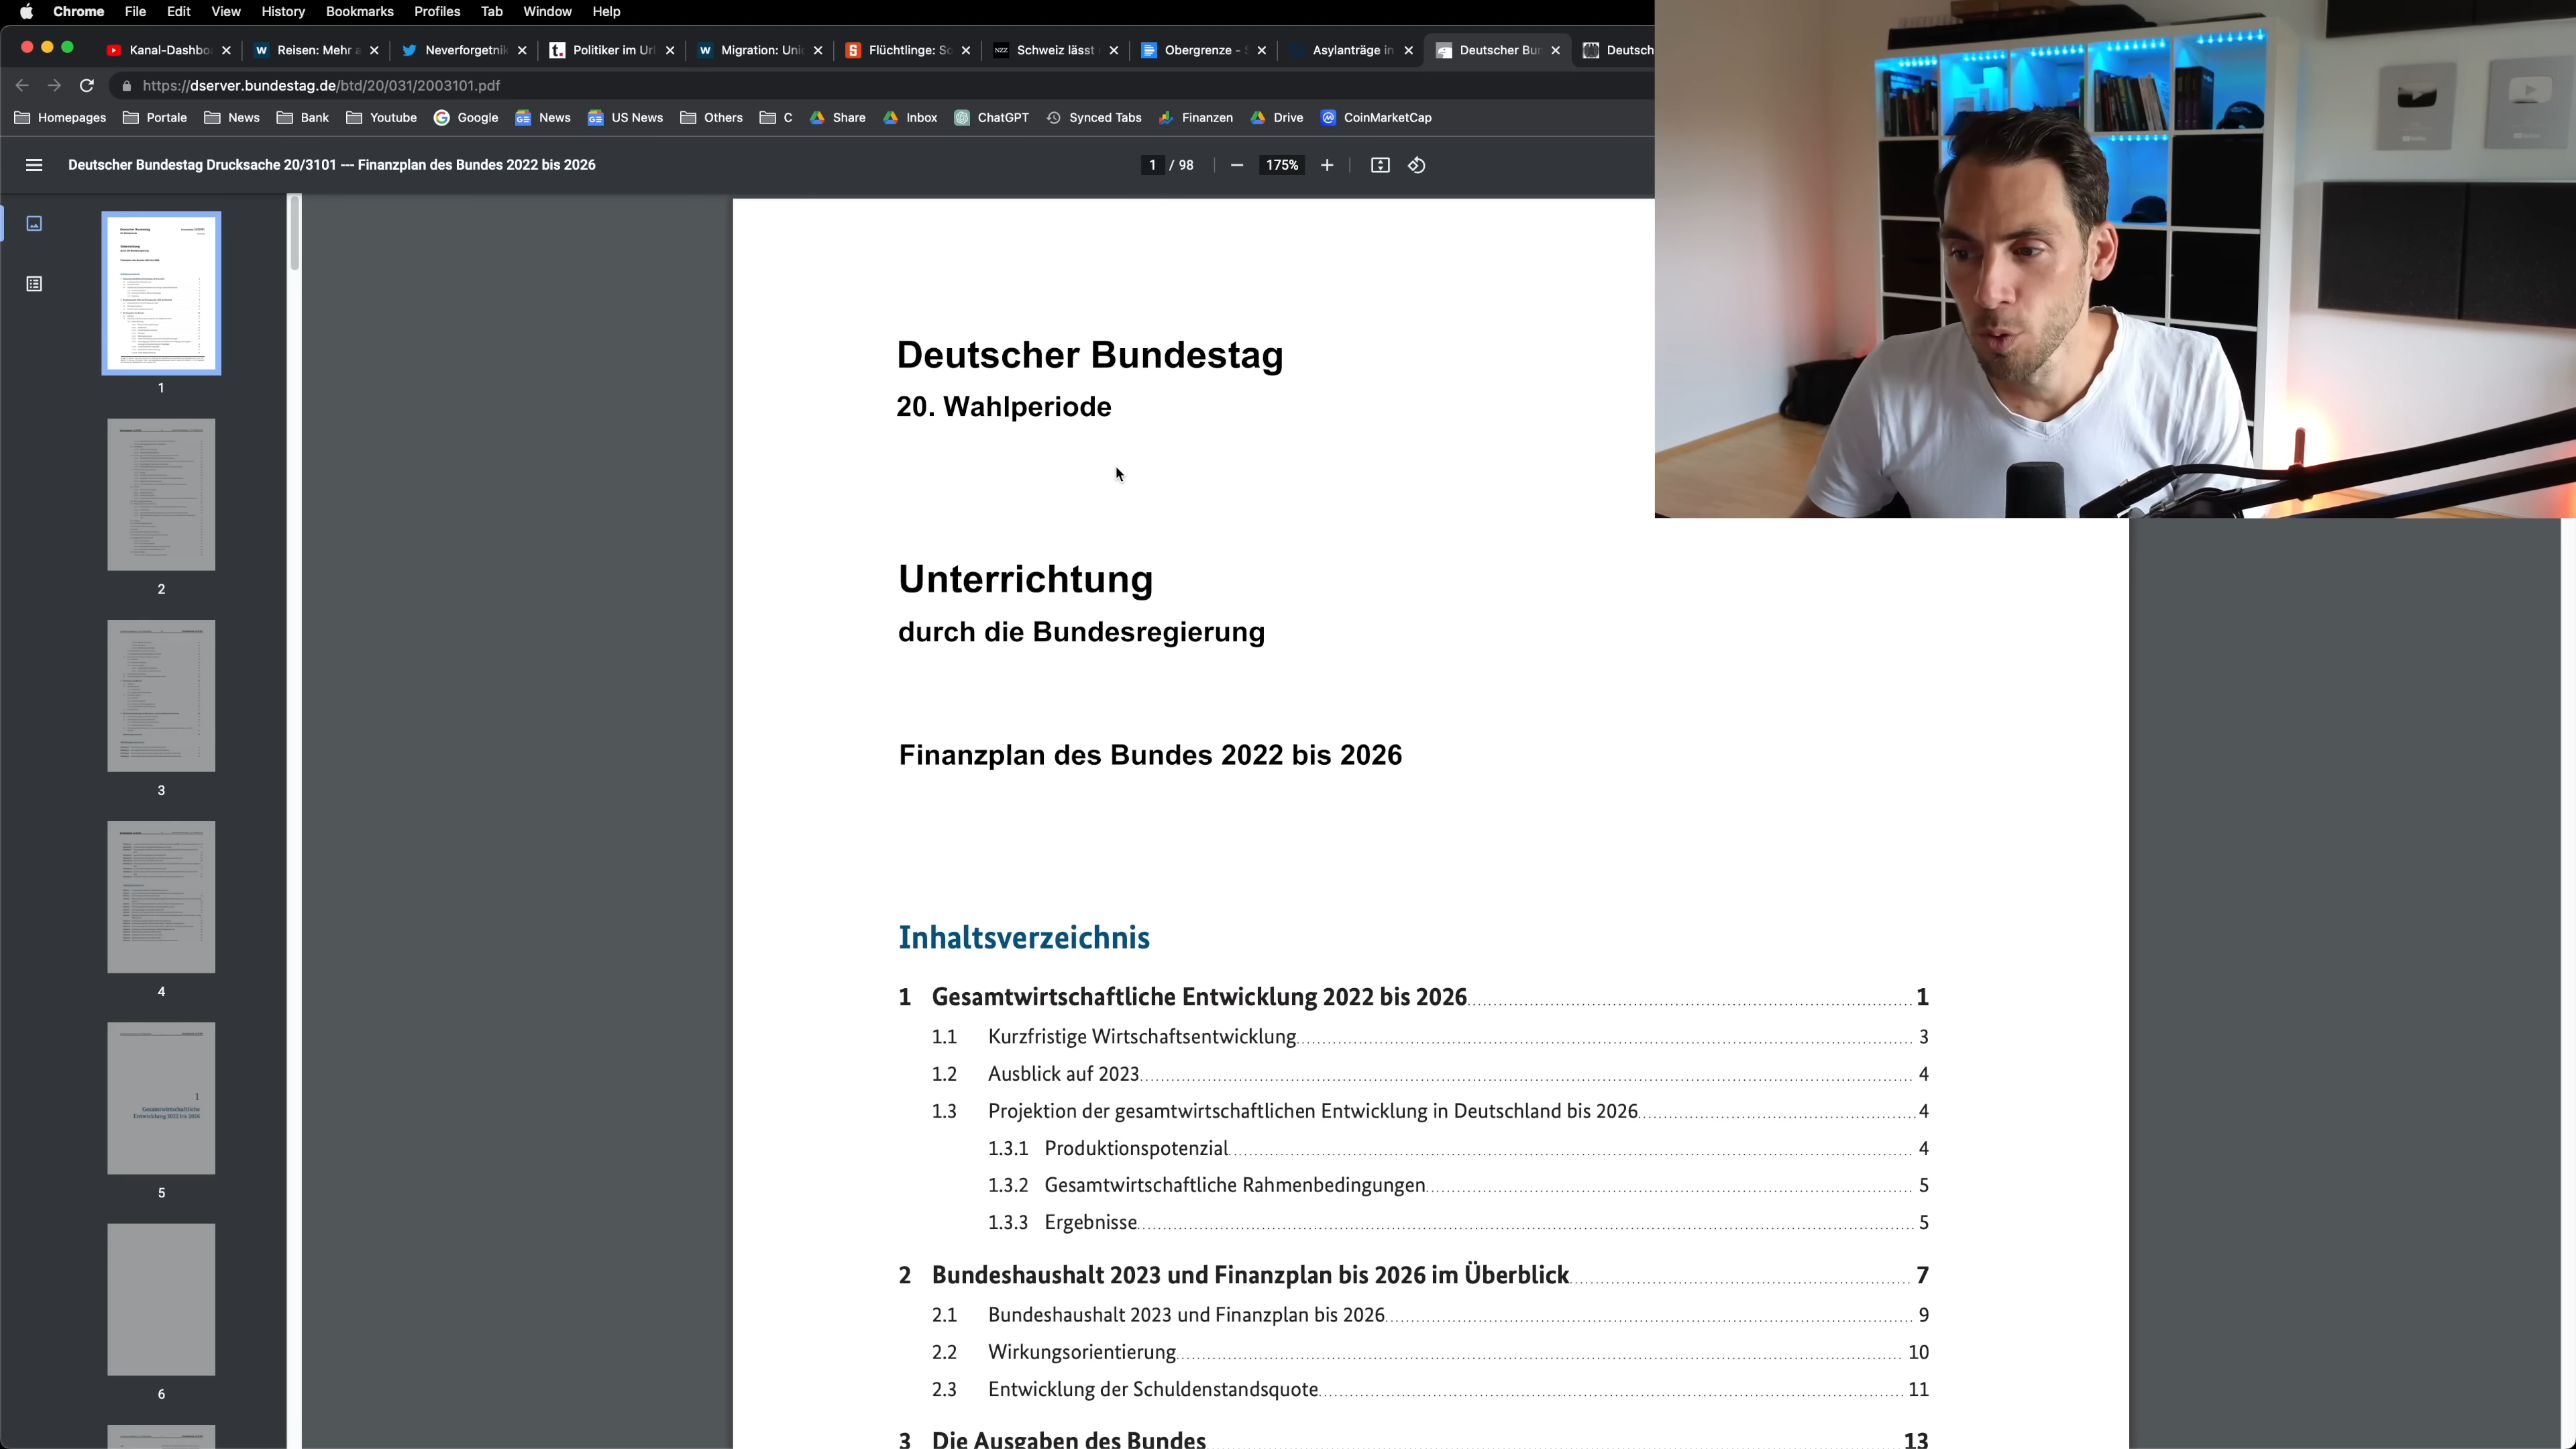 Chrome File Edit View History Bookmarks Profiles Tab Window Help
Kanal-Dashbo Reisen: Mehr a Neverforgetnik Politiker im Url Migration: Unio Flüchtlinge: So Schweiz lässt Obergrenze - S Asylanträge in Deutscher Bun Deutsch
https://dserver.bundestag.de/btd/20/031/2003101.pdf
Homepages Portale News Bank Youtube Google News US News Others C Share Inbox ChatGPT Synced Tabs Finanzen Drive CoinMarketCap
Deutscher Bundestag Drucksache 20/3101 --- Finanzplan des Bundes 2022 bis 2026 1 / 98 175%
1
2
3
4
5
6
Deutscher Bundestag
20. Wahlperiode
Unterrichtung
durch die Bundesregierung
Finanzplan des Bundes 2022 bis 2026
Inhaltsverzeichnis
1 Gesamtwirtschaftliche Entwicklung 2022 bis 2026 1
1.1 Kurzfristige Wirtschaftsentwicklung 3
1.2 Ausblick auf 2023 4
1.3 Projektion der gesamtwirtschaftlichen Entwicklung in Deutschland bis 2026 4
1.3.1 Produktionspotenzial 4
1.3.2 Gesamtwirtschaftliche Rahmenbedingungen 5
1.3.3 Ergebnisse 5
2 Bundeshaushalt 2023 und Finanzplan bis 2026 im Überblick 7
2.1 Bundeshaushalt 2023 und Finanzplan bis 2026 9
2.2 Wirkungsorientierung 10
2.3 Entwicklung der Schuldenstandsquote 11
3 Die Ausgaben des Bundes 13